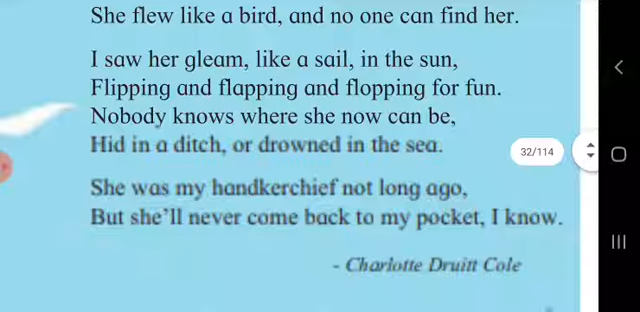 She flew like a bird, and no one can find her.
I saw her gleam, like a sail, in the sun,
Flipping and flapping and flopping for fun.
Nobody knows where she now can be,
Hid in a ditch, or drowned in the sea.
32/114
She was my handkerchief not long ago,
But she'll never come back to my pocket, I know.
- Charlotte Druitt Cole